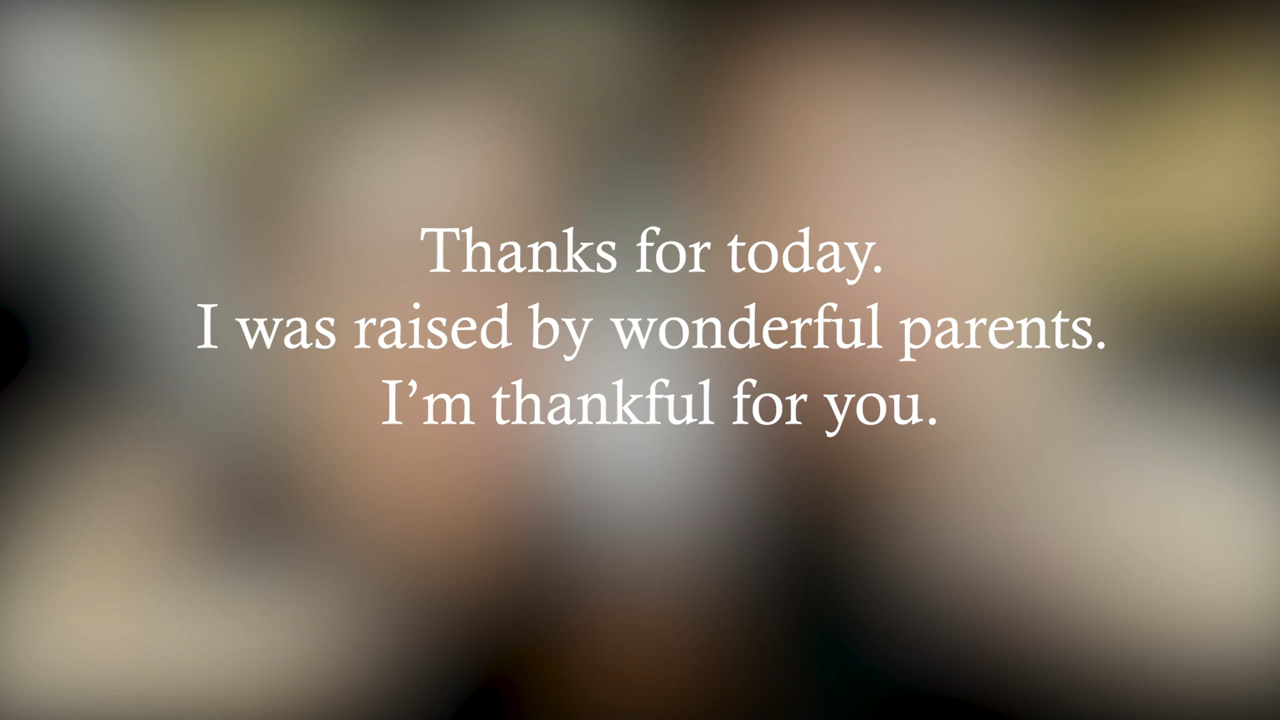 Thanks for today.
I was raised by wonderful parents.
I’m thankful for you.